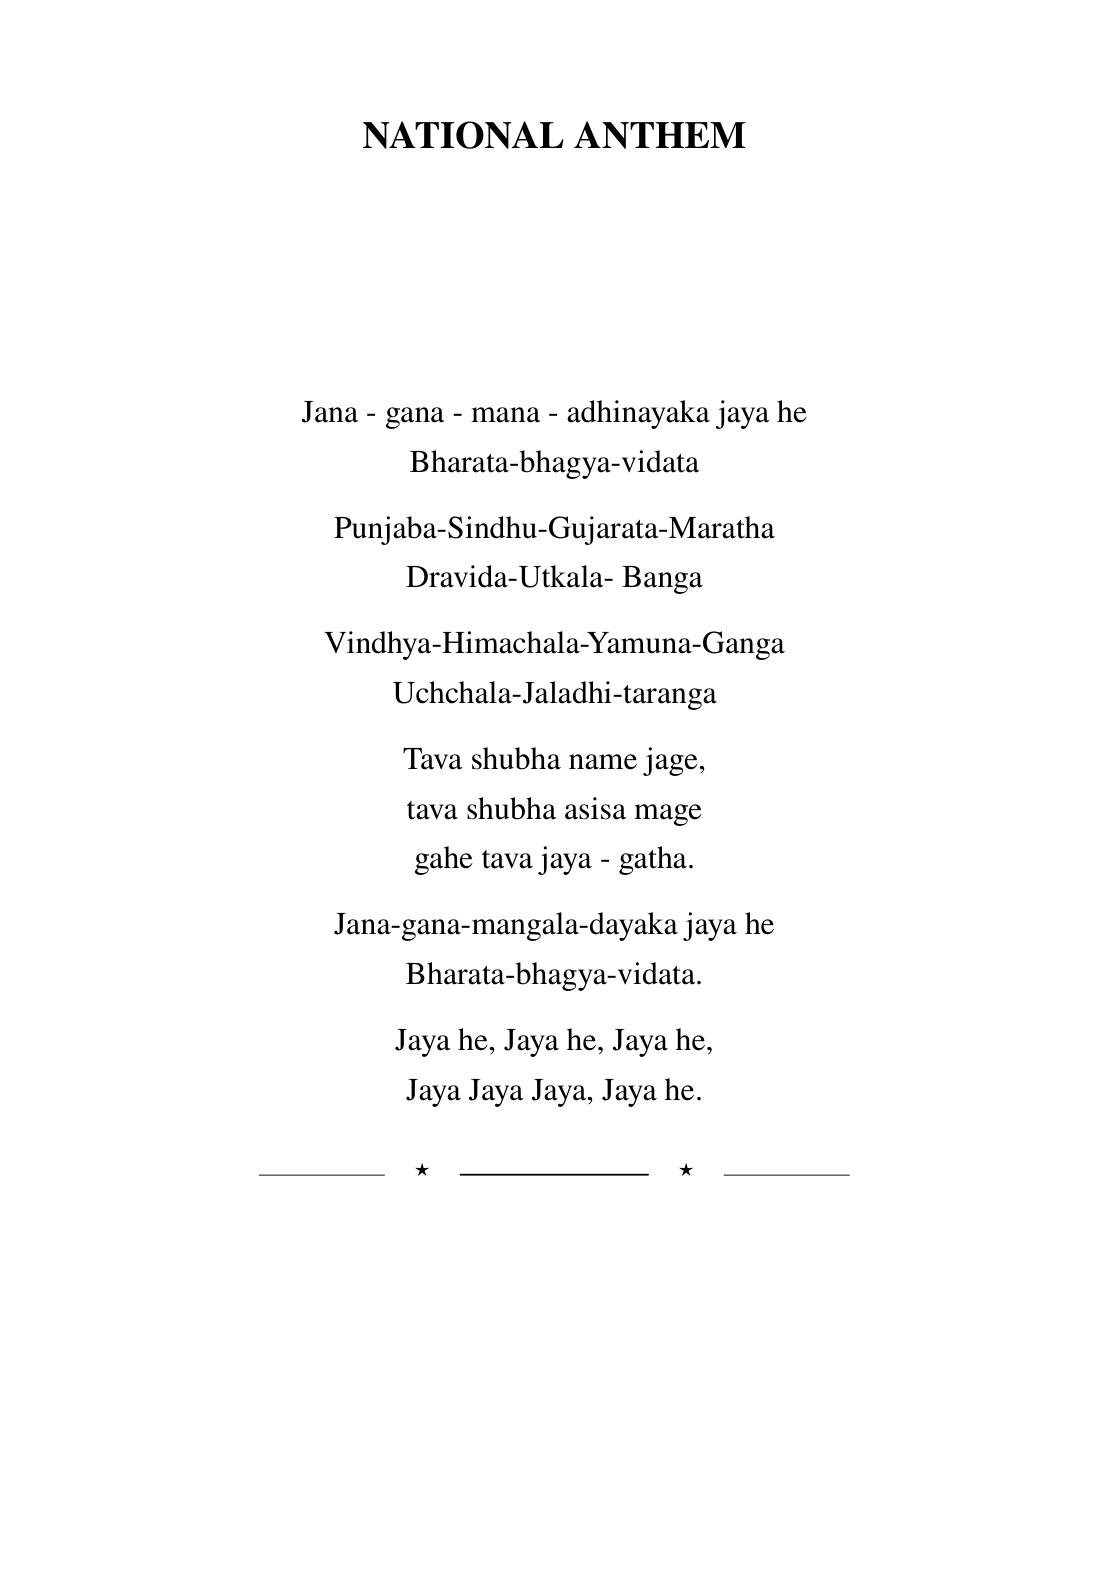 NATIONAL ANTHEM
Jana - gana - mana - adhinayaka jaya he
Bharata-bhagya-vidata
Punjaba-Sindhu-Gujarata-Maratha
Dravida-Utkala- Banga
Vindhya-Himachala-Yamuna-Ganga
Uchchala-Jaladhi-taranga
Tava shubha name jage,
tava shubha asisa mage
gahe tava jaya - gatha.
Jana-gana-mangala-dayaka jaya he
Bharata-bhagya-vidata.
Jaya he, Jaya he, Jaya he,
Jaya Jaya Jaya, Jaya he.